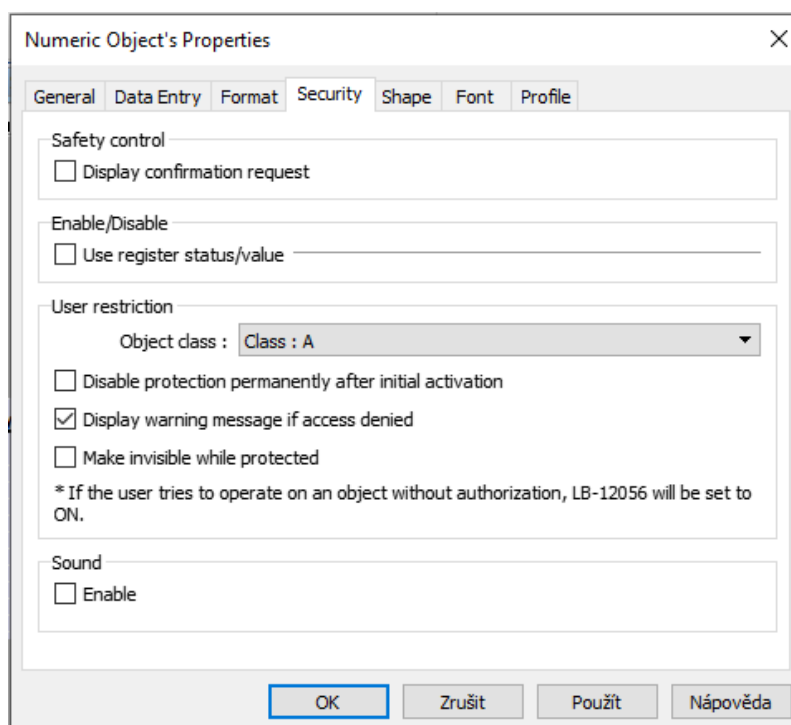 Numeric Object's Properties
General Data Entry Format Security Shape Font Profile
Safety control
Display confirmation request
Enable/Disable
Use register status/value
User restriction
Object class : Class : A
Disable protection permanently after initial activation
Display warning message if access denied
Make invisible while protected
* If the user tries to operate on an object without authorization, LB-12056 will be set to
ON.
Sound
Enable
OK Zrušit Použít Nápověda